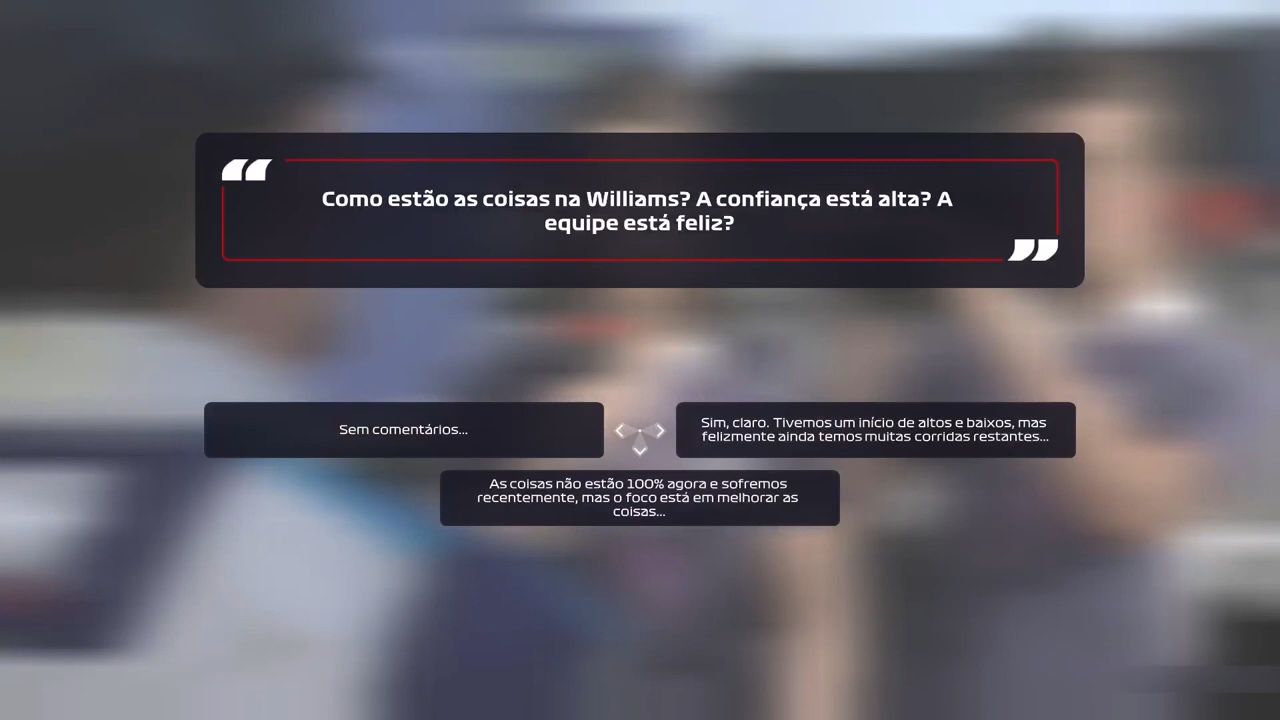 Como estão as coisas na Williams? A confiança está alta? A
equipe está feliz?
Sem comentários...
Sim, claro. Tivemos um início de altos e baixos, mas
felizmente ainda temos muitas corridas restantes...
As coisas não estão 100% agora e sofremos
recentemente, mas o foco está em melhorar as
coisas...